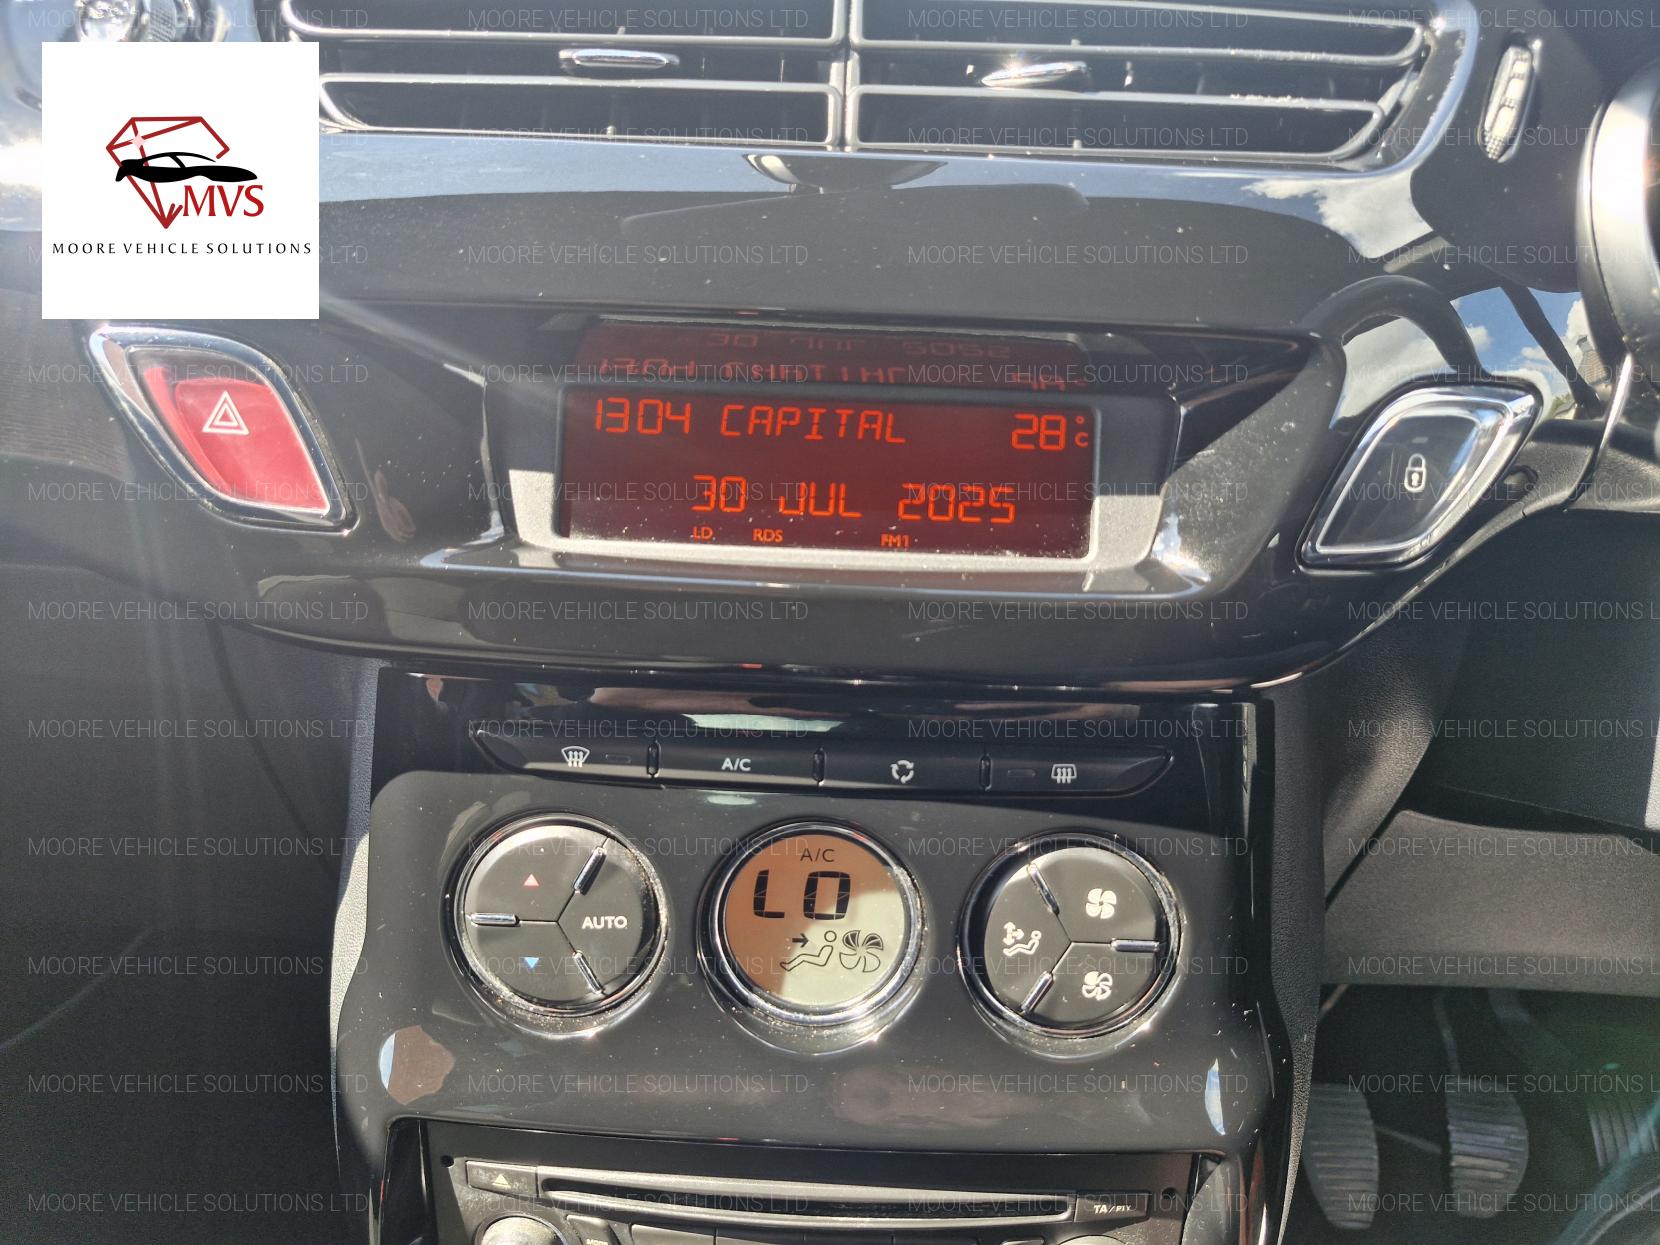 MOORE VEHICLE SOLUTIONS LTD
MVS
MOORE VEHICLE SOLUTIONS
1304 CAPITAL 28°C
30 JUL 2025
LD RDS FM1
A/C
A/C
LO
AUTO
TA/PTY